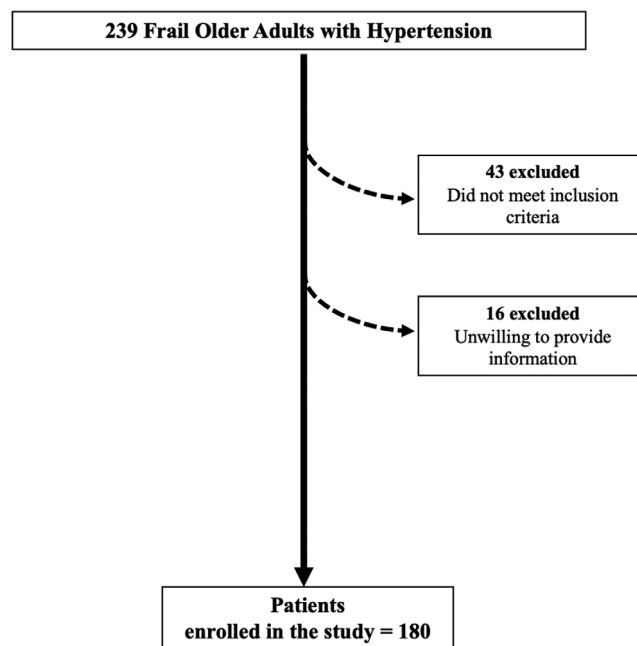 239 Frail Older Adults with Hypertension
43 excluded
Did not meet inclusion
criteria
16 excluded
Unwilling to provide
information
Patients
enrolled in the study = 180